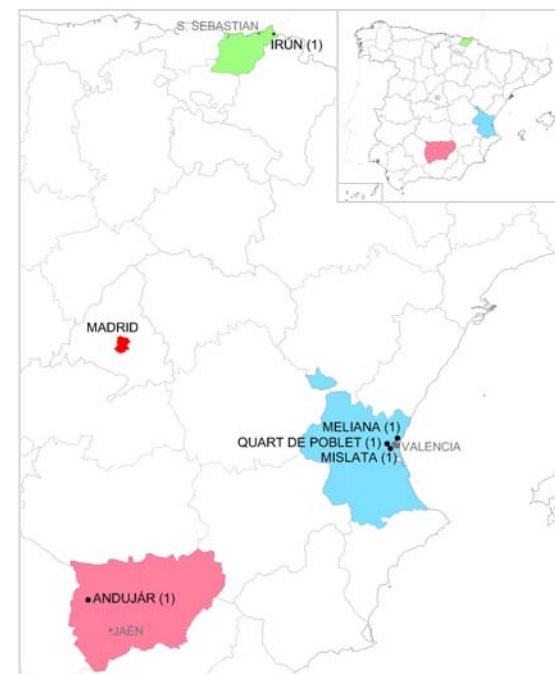 S. SEBASTIAN
IRÚN (1)
MADRID
MELIANA (1)
QUART DE POBLET (1)
VALENCIA
MISLATA (1)
ANDUJÁR (1)
JAÉN